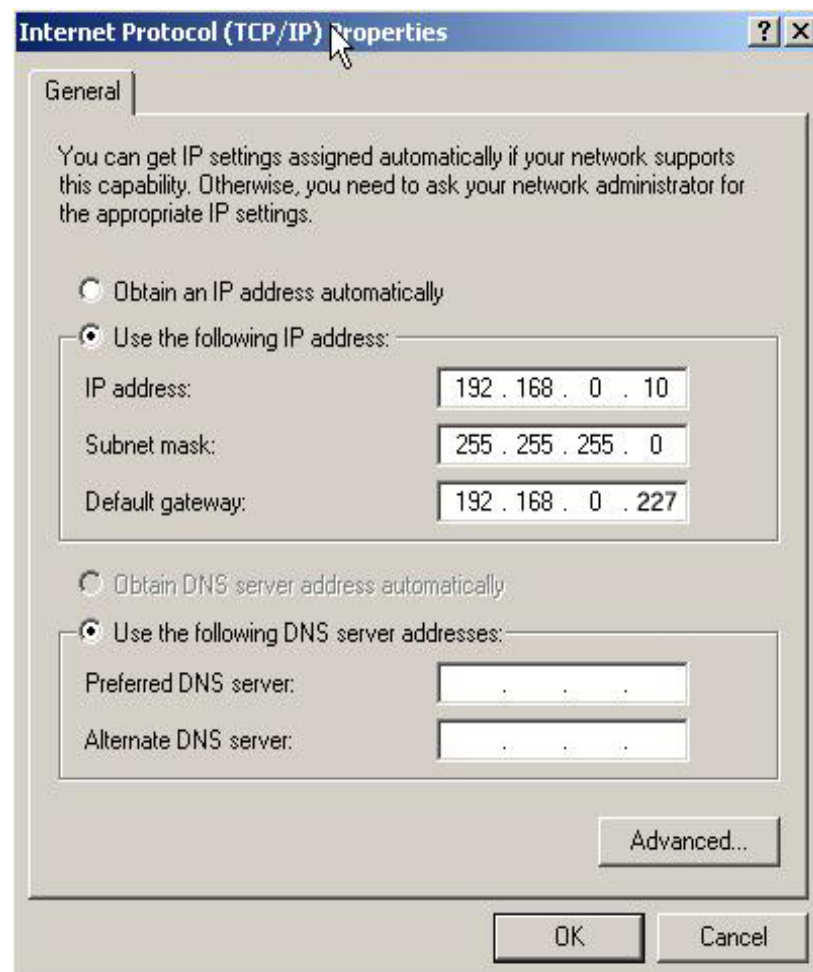 Internet Protocol (TCP/IP) Properties
General
You can get IP settings assigned automatically if your network supports
this capability. Otherwise, you need to ask your network administrator for
the appropriate IP settings.
Obtain an IP address automatically
Use the following IP address:
IP address: 192 . 168 . 0 . 10
Subnet mask: 255 . 255 . 255 . 0
Default gateway: 192 . 168 . 0 . 227
Obtain DNS server address automatically
Use the following DNS server addresses:
Preferred DNS server: . . .
Alternate DNS server: . . .
Advanced...
OK Cancel